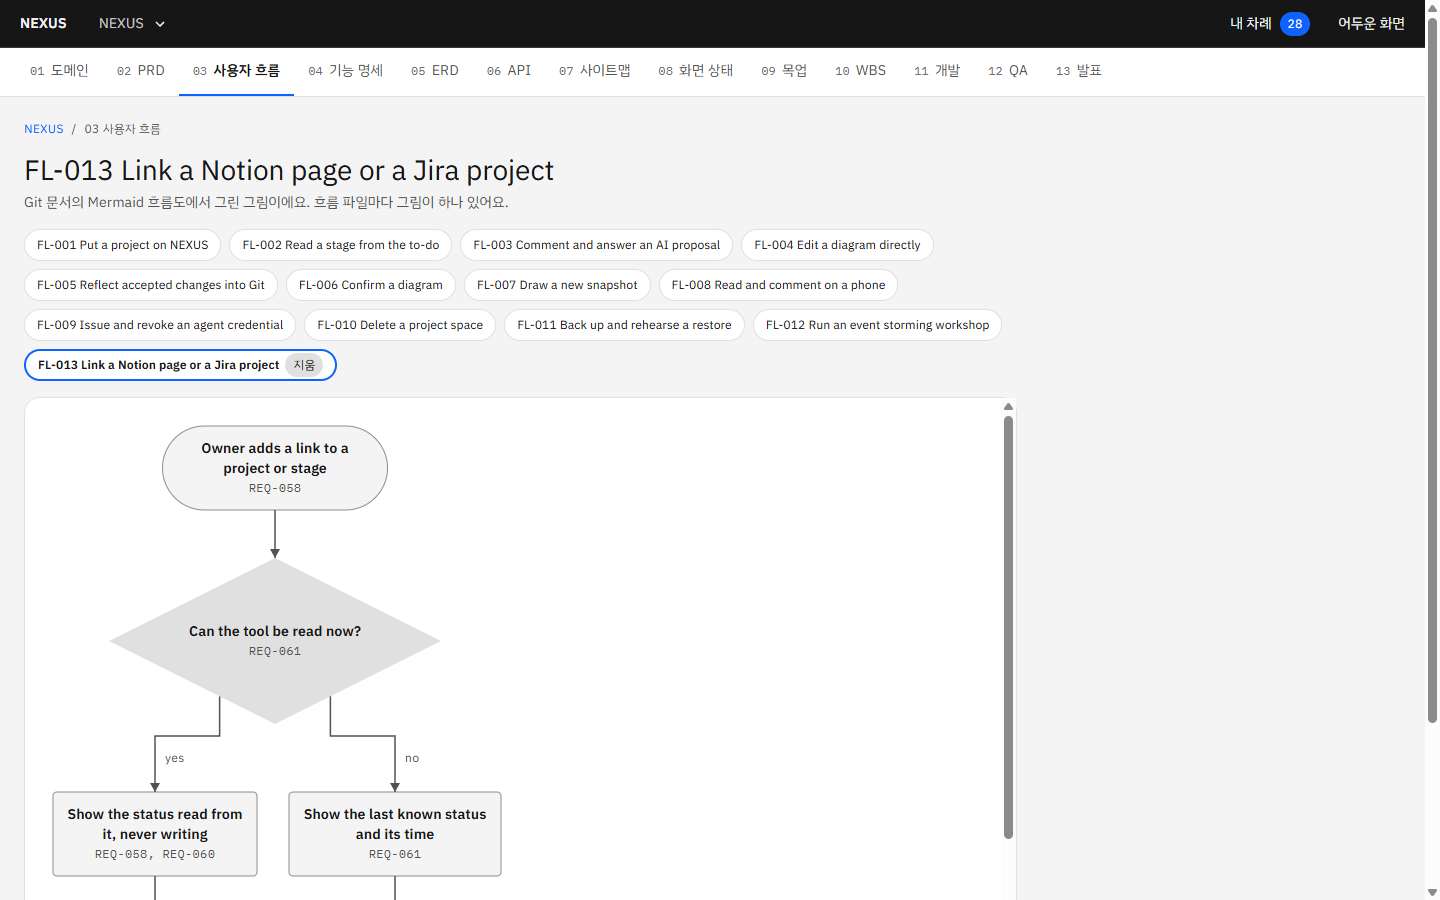 NEXUS NEXUS 내 차례 28 어두운 화면
01 도메인 02 PRD 03 사용자 흐름 04 기능 명세 05 ERD 06 API 07 사이트맵 08 화면 상태 09 목업 10 WBS 11 개발 12 QA 13 발표
NEXUS / 03 사용자 흐름
FL-013 Link a Notion page or a Jira project
Git 문서의 Mermaid 흐름도에서 그린 그림이에요. 흐름 파일마다 그림이 하나 있어요.
FL-001 Put a project on NEXUS FL-002 Read a stage from the to-do FL-003 Comment and answer an AI proposal FL-004 Edit a diagram directly
FL-005 Reflect accepted changes into Git FL-006 Confirm a diagram FL-007 Draw a new snapshot FL-008 Read and comment on a phone
FL-009 Issue and revoke an agent credential FL-010 Delete a project space FL-011 Back up and rehearse a restore FL-012 Run an event storming workshop
FL-013 Link a Notion page or a Jira project 지움
Owner adds a link to a
project or stage
REQ-058
Can the tool be read now?
REQ-061
yes no
Show the status read from
it, never writing
REQ-058, REQ-060
Show the last known status
and its time
REQ-061